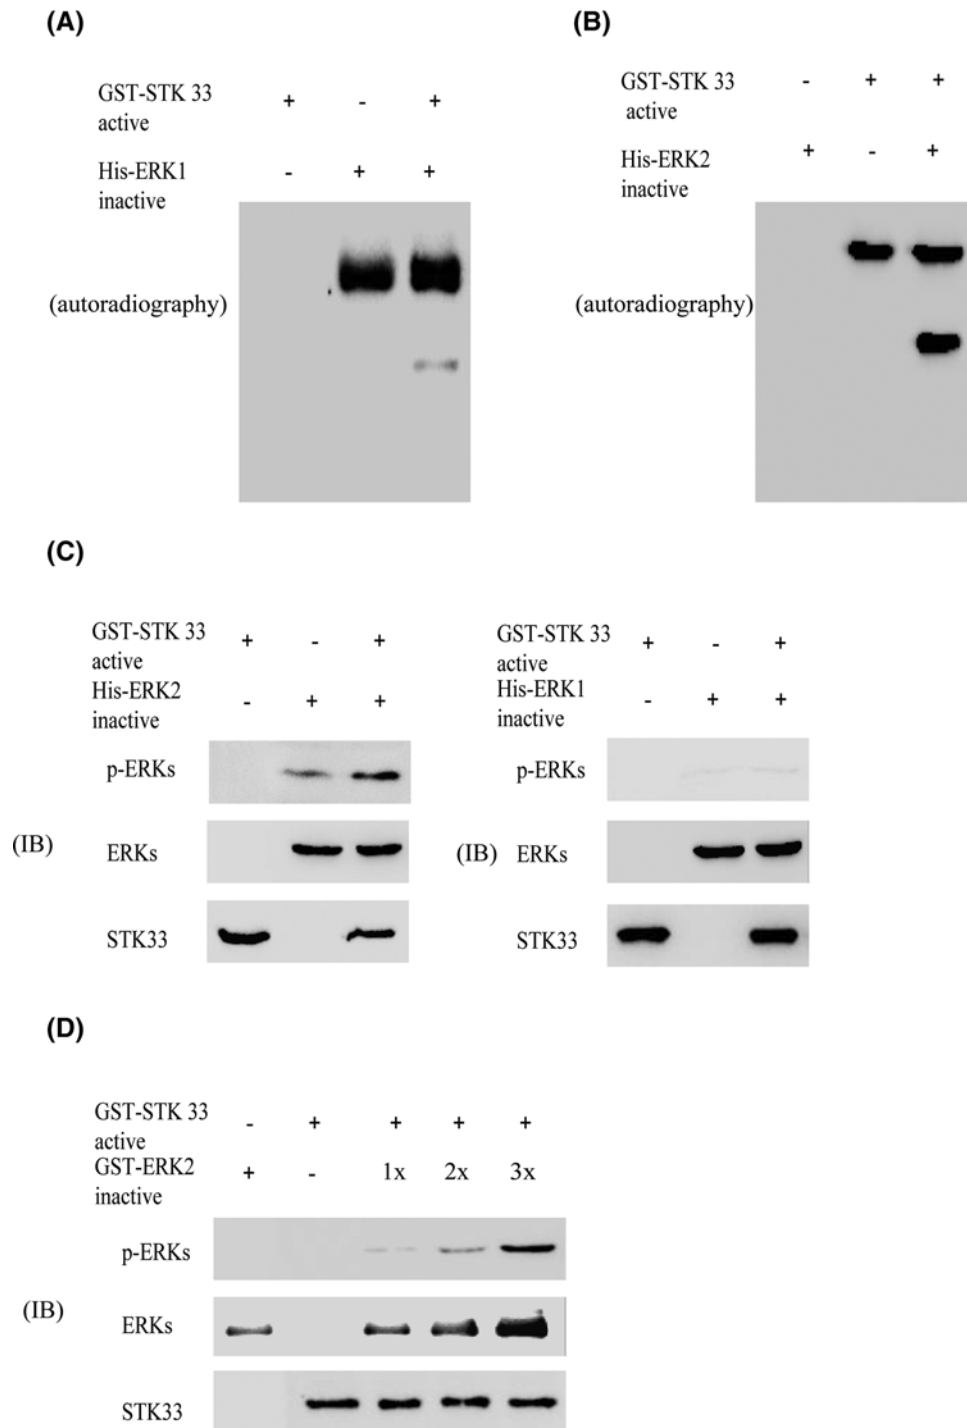 (A)
GST-STK 33 + - +
active
His-ERK1 - + +
inactive
(autoradiography)
(B)
GST-STK 33 - + +
active
His-ERK2 + - +
inactive
(autoradiography)
(C)
GST-STK 33 + - +
active
His-ERK2 - + +
inactive
p-ERKs
(IB) ERKs
STK33
GST-STK 33 + - +
active
His-ERK1 - + +
inactive
p-ERKs
(IB) ERKs
STK33
(D)
GST-STK 33 - + + + +
active
GST-ERK2 + - 1x 2x 3x
inactive
p-ERKs
(IB) ERKs
STK33